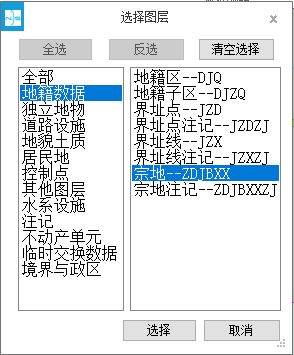 选择图层
全选
反选
清空选择
全部
地籍数据
独立地物
道路设施
地貌土质
居民地
控制点
其他图层
水系设施
注记
不动产单元
临时交换数据
境界与政区
地籍区--DJQ
地籍子区--DJZQ
界址点--JZD
界址点注记--JZDZJ
界址线--JZX
界址线注记--JZXZJ
宗地--ZDJBXX
宗地注记--ZDJBXXZJ
选择
取消